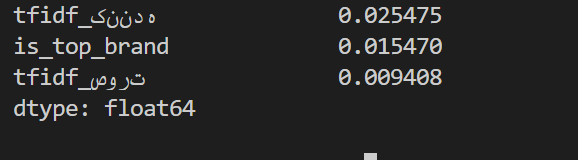 tfidf_کننده 0.025475
is_top_brand 0.015470
tfidf_صورت 0.009408
dtype: float64